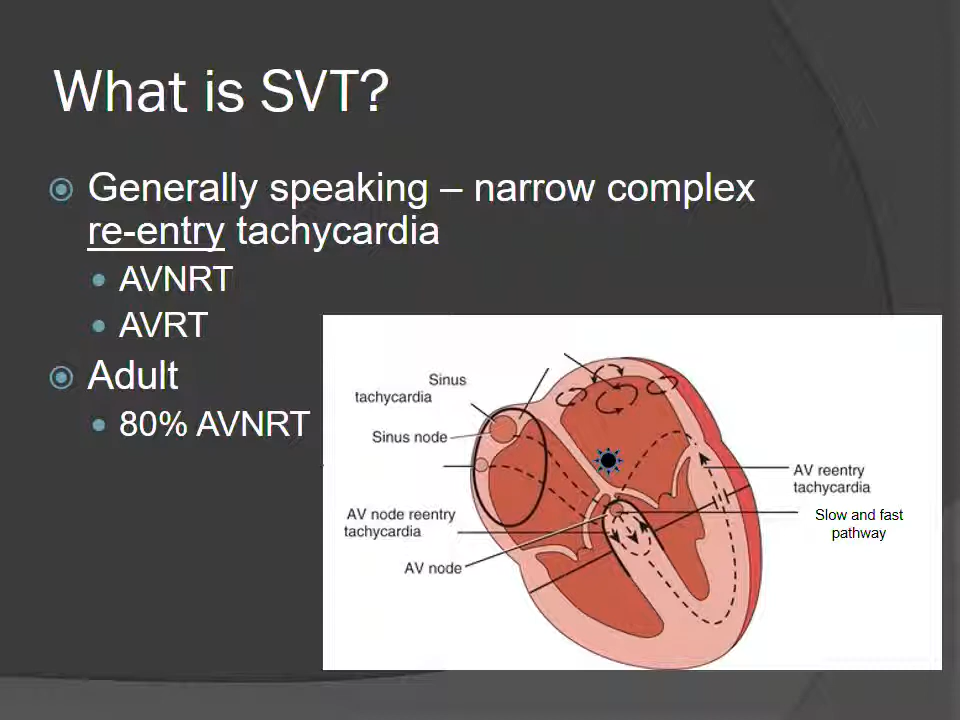 What is SVT?
Generally speaking – narrow complex
re-entry tachycardia
AVNRT
AVRT
Adult
80% AVNRT
Sinus
tachycardia
Sinus node
AV node reentry
tachycardia
AV node
AV reentry
tachycardia
Slow and fast
pathway